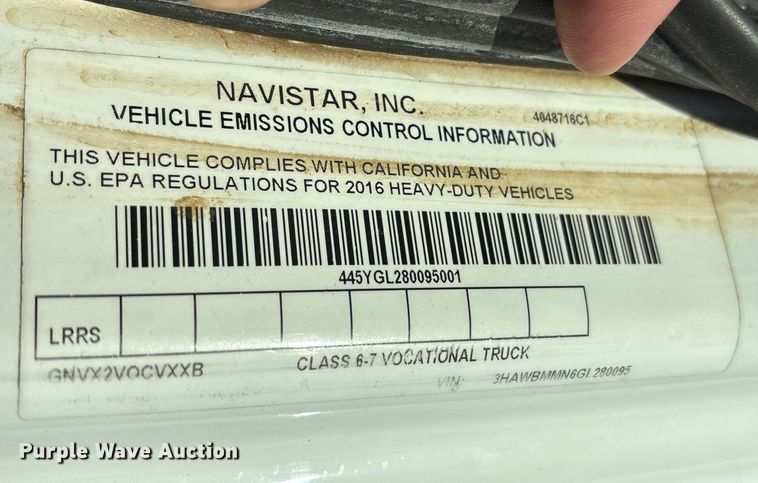 NAVISTAR, INC.
4048716C1
VEHICLE EMISSIONS CONTROL INFORMATION
THIS VEHICLE COMPLIES WITH CALIFORNIA AND
U.S. EPA REGULATIONS FOR 2016 HEAVY-DUTY VEHICLES
445YGL280095001
LRRS
GNVX2VOCVXXB
CLASS 6-7 VOCATIONAL TRUCK
VIN: 3HAWBMMN6GL280095
Purple Wave Auction